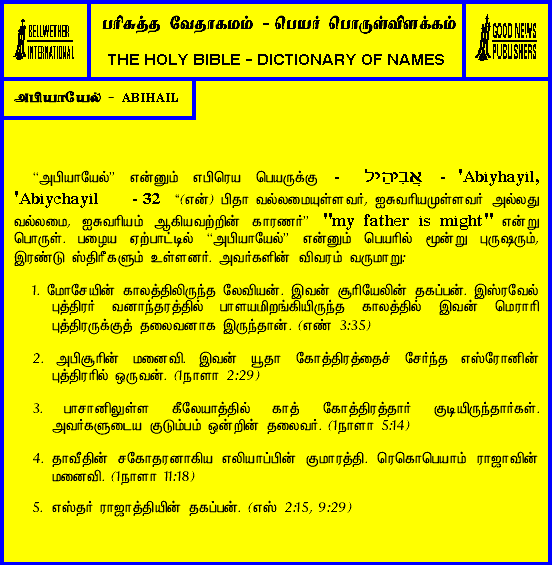 BELLWETHER
INTERNATIONAL
பரிசுத்த வேதாகமம் - பெயர் பொருள்விளக்கம்
THE HOLY BIBLE - DICTIONARY OF NAMES
GOOD NEWS
PUBLISHERS
அபியாயேல் - ABIHAIL
“அபியாயேல்” என்னும் எபிரெய பெயருக்கு - אֲבִיהַיִל - 'Abiyhayil,
'Abiychayil - 32 “(என்) பிதா வல்லமையுள்ளவர், ஐசுவரியமுள்ளவர் அல்லது
வல்லமை, ஐசுவரியம் ஆகியவற்றின் காரணர்” "my father is might" என்று
பொருள். பழைய ஏற்பாட்டில் “அபியாயேல்” என்னும் பெயரில் மூன்று புருஷரும்,
இரண்டு ஸ்திரீகளும் உள்ளனர். அவர்களின் விவரம் வருமாறு:
1. மோசேயின் காலத்திலிருந்த லேவியன். இவன் சூரியேலின் தகப்பன். இஸ்ரவேல்
புத்திரர் வனாந்தரத்தில் பாளயமிறங்கியிருந்த காலத்தில் இவன் மெராரி
புத்திரருக்குத் தலைவனாக இருந்தான். (எண் 3:35)
2. அபிசூரின் மனைவி. இவன் யூதா கோத்திரத்தைச் சேர்ந்த எஸ்ரோனின்
புத்திரரில் ஒருவன். (1நாளா 2:29)
3. பாசானிலுள்ள கீலேயாத்தில் காத் கோத்திரத்தார் குடியிருந்தார்கள்.
அவர்களுடைய குடும்பம் ஒன்றின் தலைவர். (1நாளா 5:14)
4. தாவீதின் சகோதரனாகிய எலியாப்பின் குமாரத்தி. ரெகொபெயாம் ராஜாவின்
மனைவி. (1நாளா 11:18)
5. எஸ்தர் ராஜாத்தியின் தகப்பன். (எஸ் 2:15, 9:29)